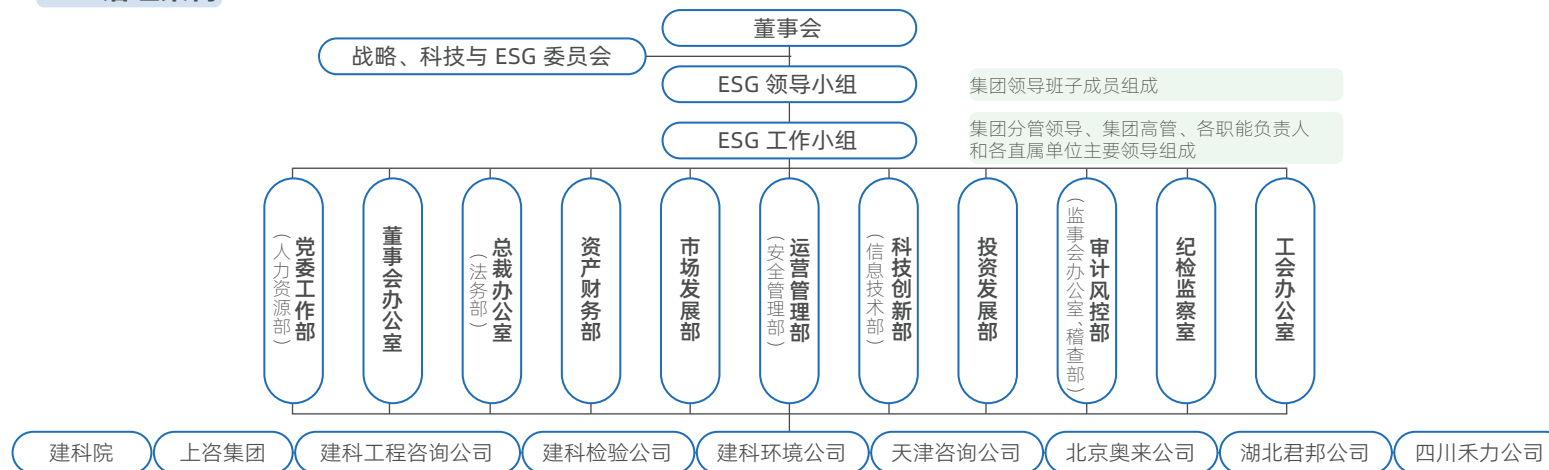 董事会
战略、科技与 ESG 委员会
ESG 领导小组
集团领导班子成员组成
ESG 工作小组
集团分管领导、集团高管、各职能负责人
和各直属单位主要领导组成
党委工作部
（人力资源部）
董事会办公室
总裁办公室
（法务部）
资产财务部
市场发展部
运营管理部
（安全管理部）
科技创新部
（信息技术部）
投资发展部
审计风控部
（监事会办公室、稽查部）
纪检监察室
工会办公室
建科院
上咨集团
建科工程咨询公司
建科检验公司
建科环境公司
天津咨询公司
北京奥来公司
湖北君邦公司
四川禾力公司